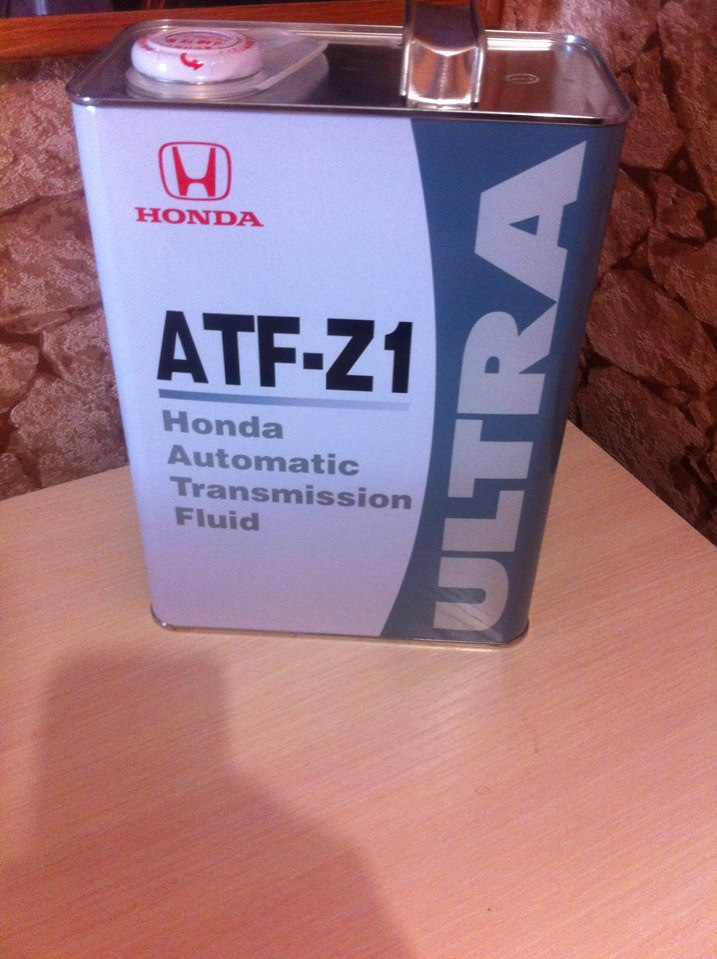 HONDA
ATF-Z1
Honda
Automatic
Transmission
Fluid
ULTRA